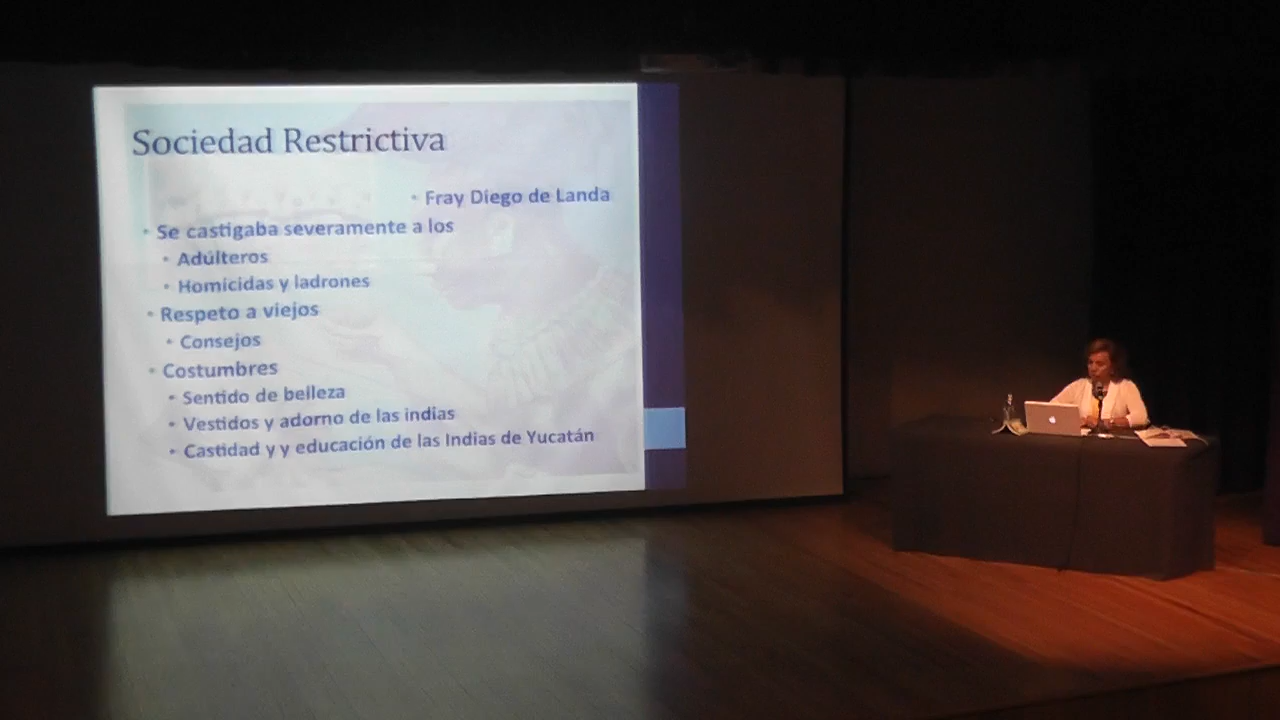 Sociedad Restrictiva
• Fray Diego de Landa
• Se castigaba severamente a los
• Adúlteros
• Homicidas y ladrones
• Respeto a viejos
• Consejos
• Costumbres
• Sentido de belleza
• Vestidos y adorno de las indias
• Castidad y y educación de las Indias de Yucatán